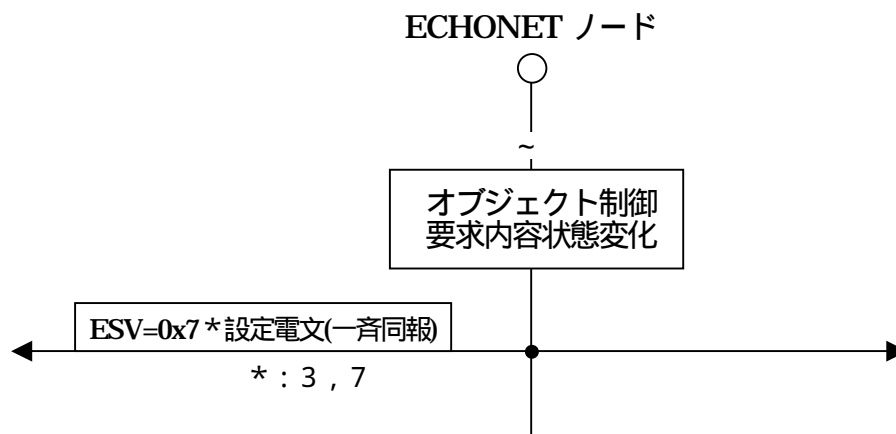 ECHONET ノード
~
オブジェクト制御
要求内容状態変化
ESV=0x7*設定電文(一斉同報)
*:3,7